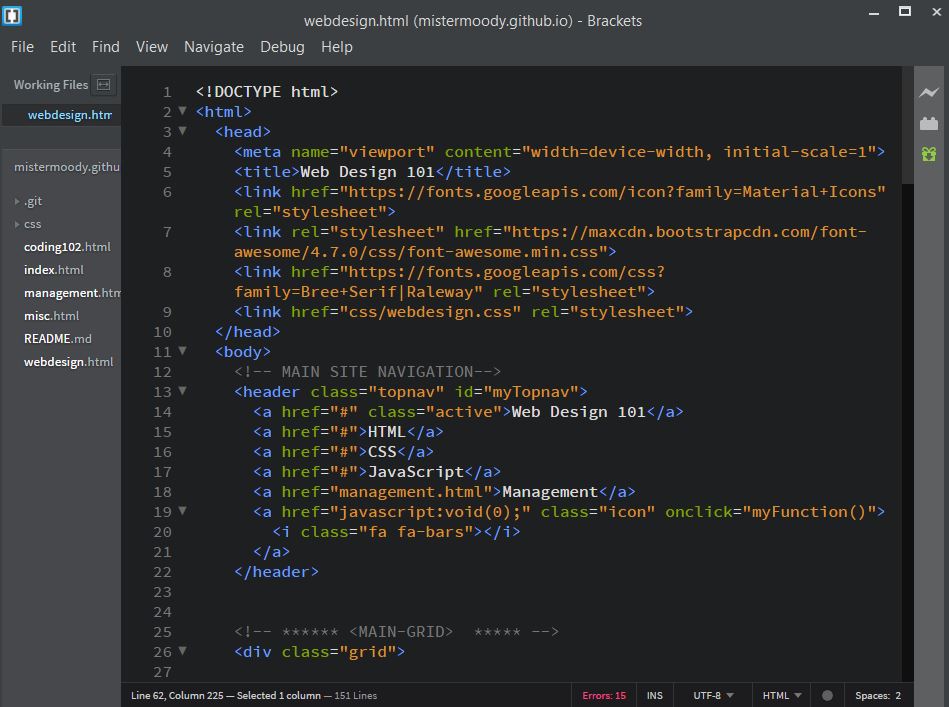 webdesign.html (mistermoody.github.io) - Brackets
File Edit Find View Navigate Debug Help
Working Files
webdesign.htm
mistermoody.githu
.git
css
coding102.html
index.html
management.htm
misc.html
README.md
webdesign.html
1 <!DOCTYPE html>
2 <html>
3 <head>
4 <meta name="viewport" content="width=device-width, initial-scale=1">
5 <title>Web Design 101</title>
6 <link href="https://fonts.googleapis.com/icon?family=Material+Icons"
rel="stylesheet">
7 <link rel="stylesheet" href="https://maxcdn.bootstrapcdn.com/font-
awesome/4.7.0/css/font-awesome.min.css">
8 <link href="https://fonts.googleapis.com/css?
family=Bree+Serif|Raleway" rel="stylesheet">
9 <link href="css/webdesign.css" rel="stylesheet">
10 </head>
11 <body>
12 <!-- MAIN SITE NAVIGATION-->
13 <header class="topnav" id="myTopnav">
14 <a href="#" class="active">Web Design 101</a>
15 <a href="#">HTML</a>
16 <a href="#">CSS</a>
17 <a href="#">JavaScript</a>
18 <a href="management.html">Management</a>
19 <a href="javascript:void(0);" class="icon" onclick="myFunction()">
20 <i class="fa fa-bars"></i>
21 </a>
22 </header>
23
24
25 <!-- ****** <MAIN-GRID>  ***** -->
26 <div class="grid">
27
Line 62, Column 225 — Selected 1 column — 151 Lines Errors: 15 INS UTF-8 HTML Spaces: 2